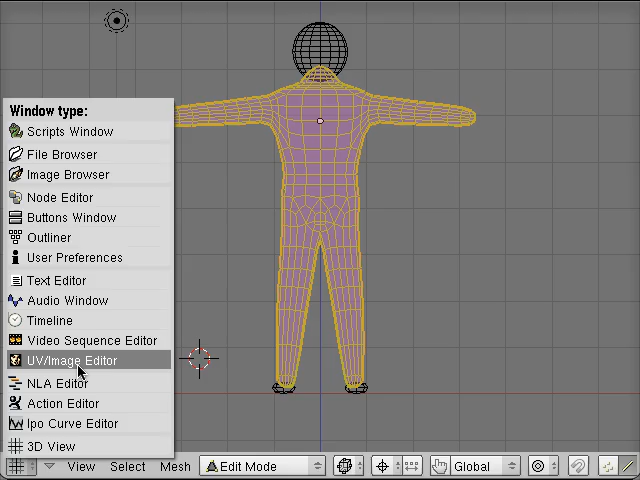 Window type:
Scripts Window
File Browser
Image Browser
Node Editor
Buttons Window
Outliner
User Preferences
Text Editor
Audio Window
Timeline
Video Sequence Editor
UV/Image Editor
NLA Editor
Action Editor
Ipo Curve Editor
3D View
View Select Mesh Edit Mode Global